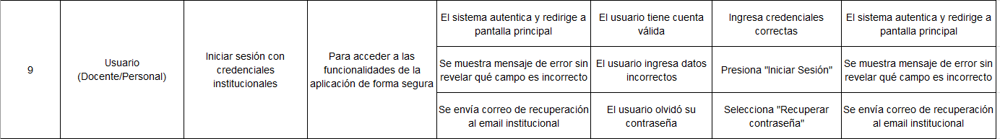 9
Usuario
(Docente/Personal)
Iniciar sesión con
credenciales
institucionales
Para acceder a las
funcionalidades de la
aplicación de forma segura
El sistema autentica y redirige a
pantalla principal
El usuario tiene cuenta
válida
Ingresa credenciales
correctas
El sistema autentica y redirige a
pantalla principal
Se muestra mensaje de error sin
revelar qué campo es incorrecto
El usuario ingresa datos
incorrectos
Presiona "Iniciar Sesión"
Se muestra mensaje de error sin
revelar qué campo es incorrecto
Se envía correo de recuperación
al email institucional
El usuario olvidó su
contraseña
Selecciona "Recuperar
contraseña"
Se envía correo de recuperación
al email institucional